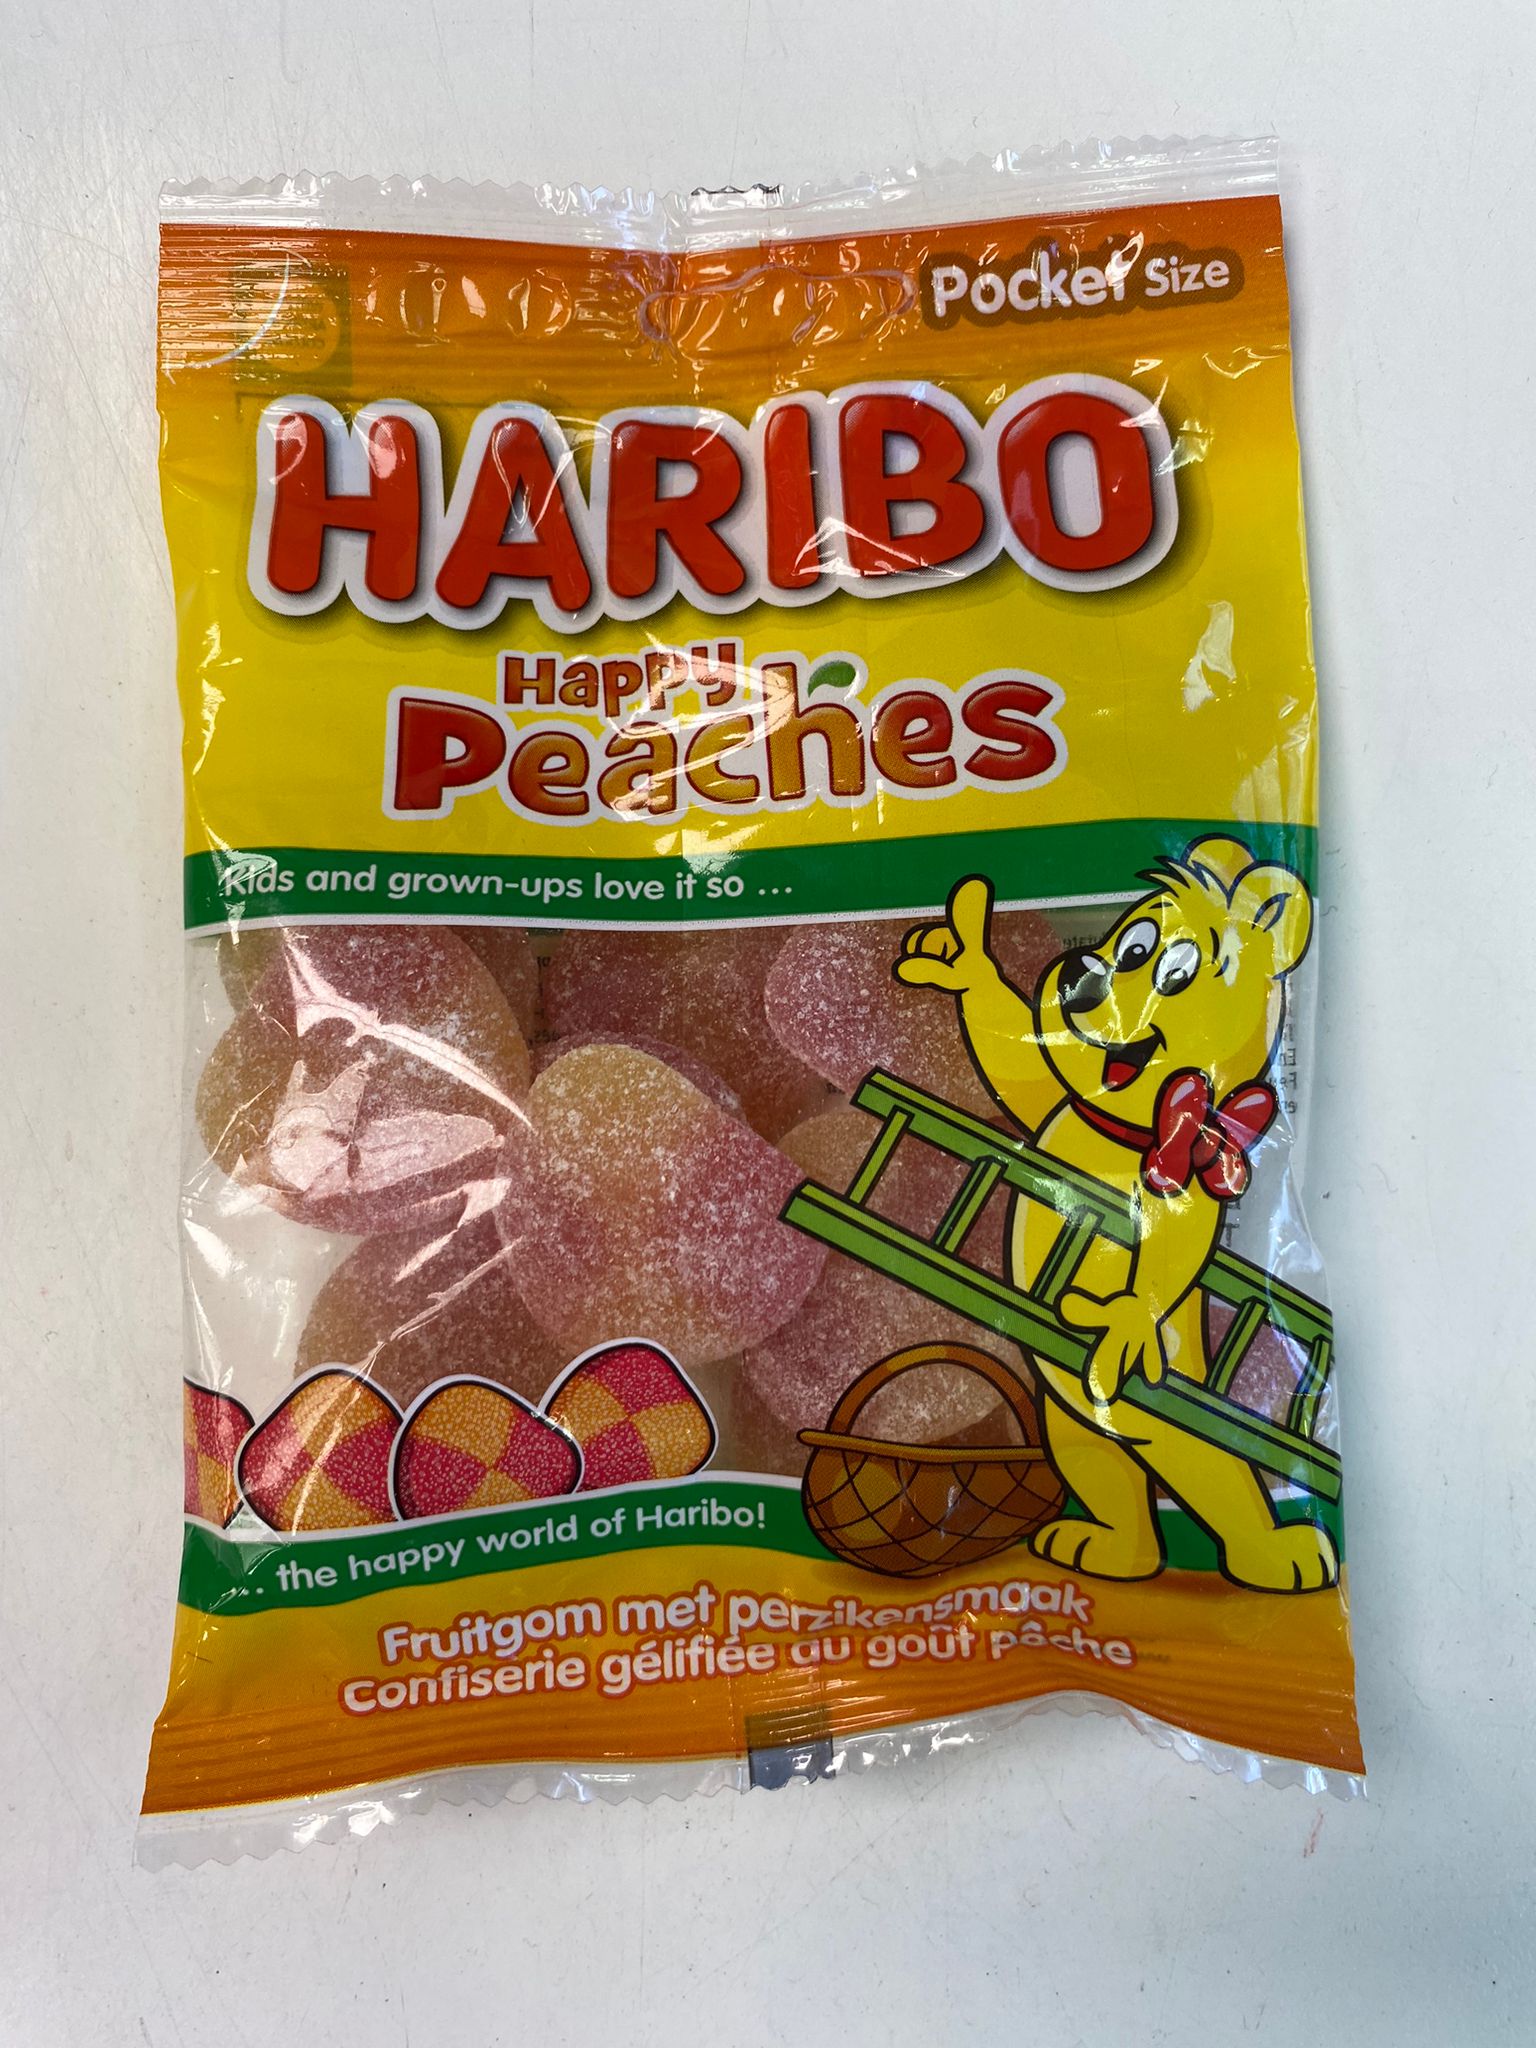 Pocket Size
HARIBO
Happy
Peaches
Kids and grown-ups love it so ...
... the happy world of Haribo!
Fruitgom met perziksmaak
Confiserie gélifiée au goût pêche